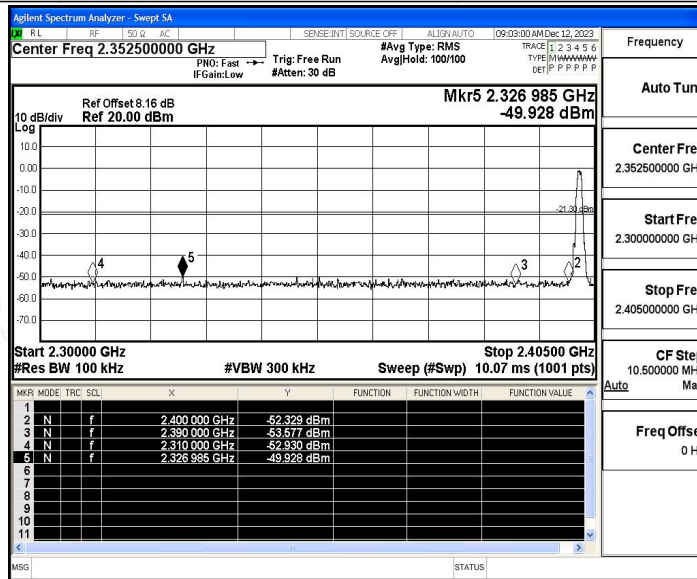 Agilent Spectrum Analyzer - Swept SA
RL RF 50 Ω AC SENSE:INT SOURCE OFF ALIGN AUTO 09:03:00 AM Dec 12, 2023
Center Freq 2.352500000 GHz
PNO: Fast
IFGain:Low
Trig: Free Run
#Atten: 30 dB
#Avg Type: RMS
Avg|Hold: 100/100
TRACE 1 2 3 4 5 6
TYPE M
DET P P P P P P
Ref Offset 8.16 dB
Ref 20.00 dBm
10 dB/div
Log
Mkr5 2.326 985 GHz
-49.928 dBm
10.0
0.00
-10.0
-20.0
-30.0
-40.0
-50.0
-60.0
-70.0
-21.30 dBm
4
5
3
2
Start 2.30000 GHz Stop 2.40500 GHz
#Res BW 100 kHz #VBW 300 kHz Sweep (#Swp) 10.07 ms (1001 pts)
MKR MODE TRC SCL X Y FUNCTION FUNCTION WIDTH FUNCTION VALUE
1
2 N f 2.400 000 GHz -52.329 dBm
3 N f 2.390 000 GHz -53.577 dBm
4 N f 2.310 000 GHz -52.930 dBm
5 N f 2.326 985 GHz -49.928 dBm
6
7
8
9
10
11
MSG STATUS
Frequency
Auto Tun
Center Fre
2.352500000 GH
Start Fre
2.300000000 GH
Stop Fre
2.405000000 GH
CF Step
10.500000 MH
Auto Ma
Freq Offse
0 H